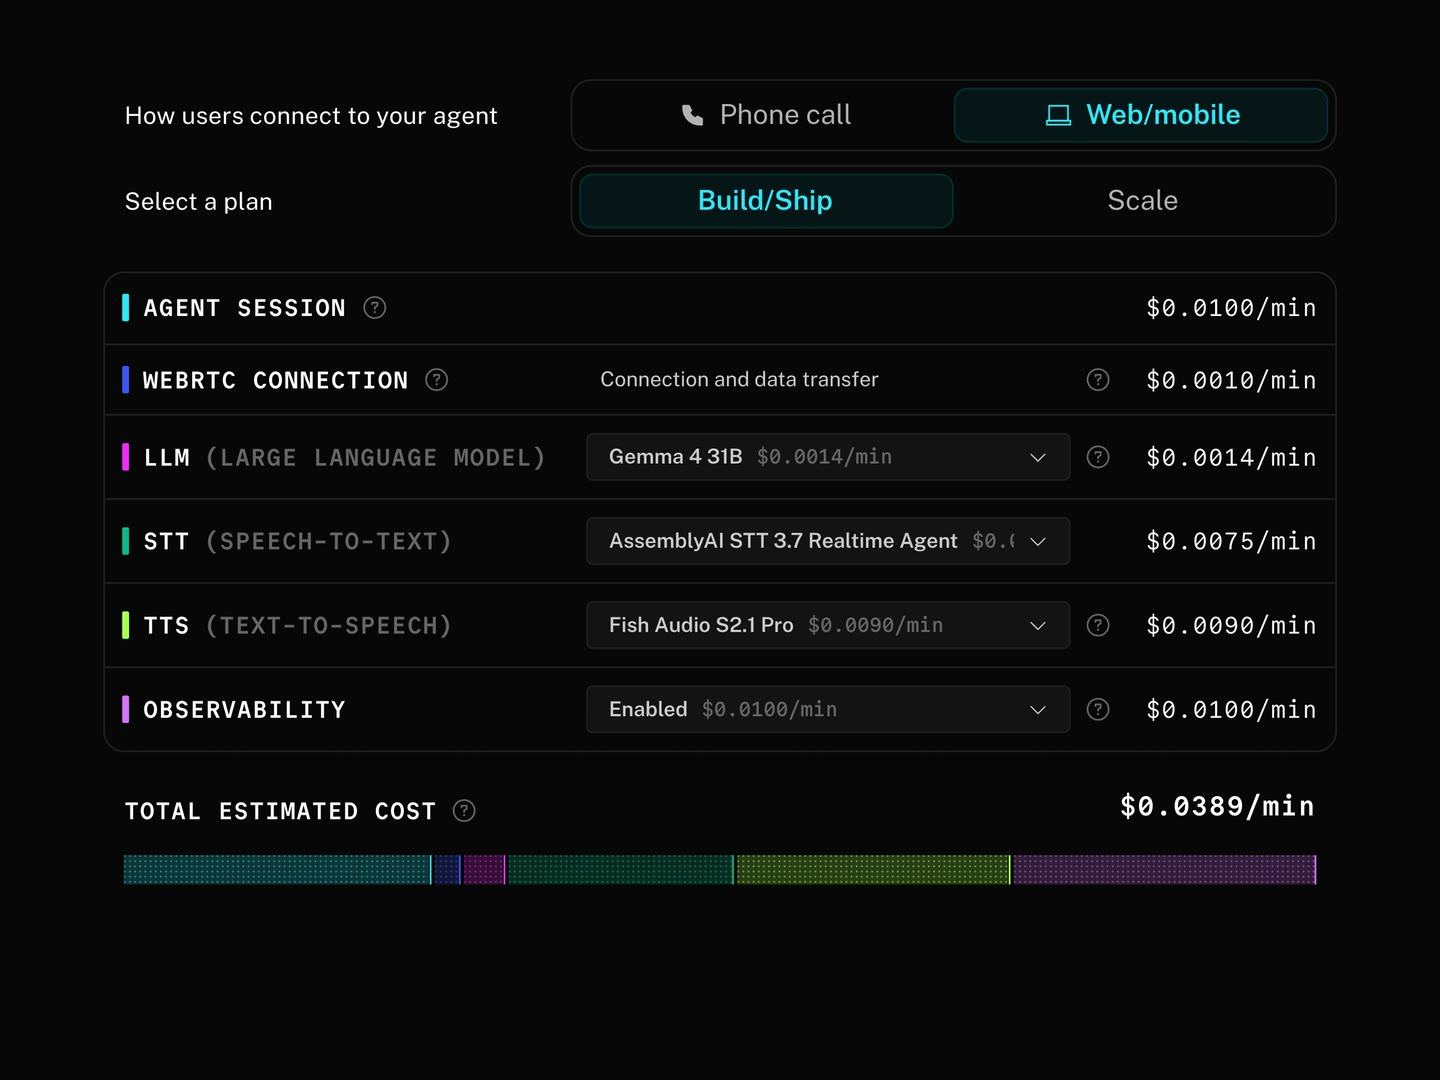 How users connect to your agent
Phone call
Web/mobile
Select a plan
Build/Ship
Scale
AGENT SESSION ? $0.0100/min
WEBRTC CONNECTION ? Connection and data transfer ? $0.0010/min
LLM (LARGE LANGUAGE MODEL) Gemma 4 31B $0.0014/min ? $0.0014/min
STT (SPEECH-TO-TEXT) AssemblyAI STT 3.7 Realtime Agent $0.0 $0.0075/min
TTS (TEXT-TO-SPEECH) Fish Audio S2.1 Pro $0.0090/min ? $0.0090/min
OBSERVABILITY Enabled $0.0100/min ? $0.0100/min
TOTAL ESTIMATED COST ? $0.0389/min